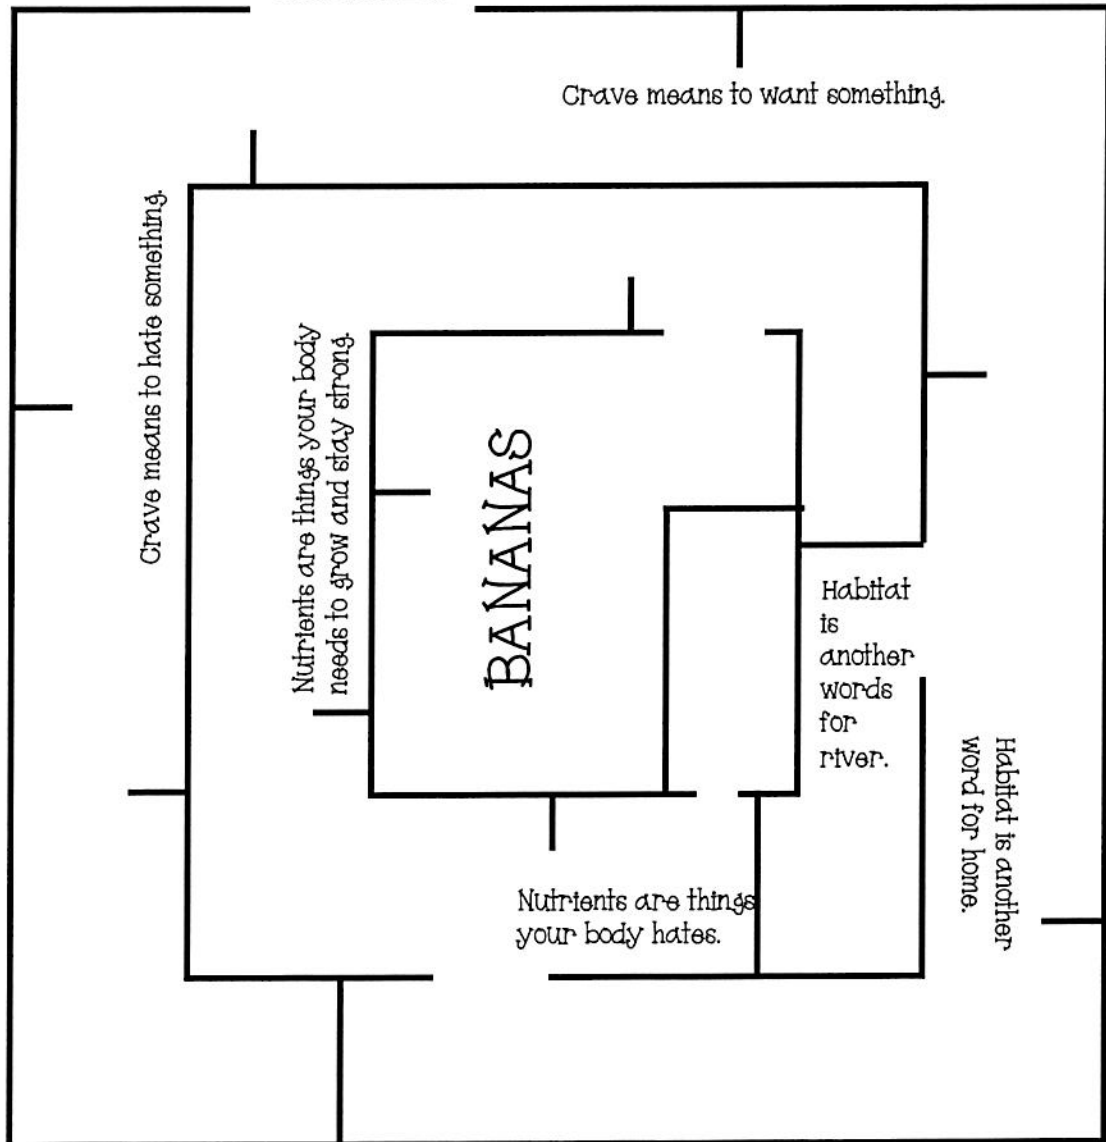 Crave means to want something.
Crave means to hate something.
Nutrients are things your body
needs to grow and stay strong.
BANANAS
Habitat
is
another
words
for
river.
Habitat is another
word for home.
Nutrients are things
your body hates.